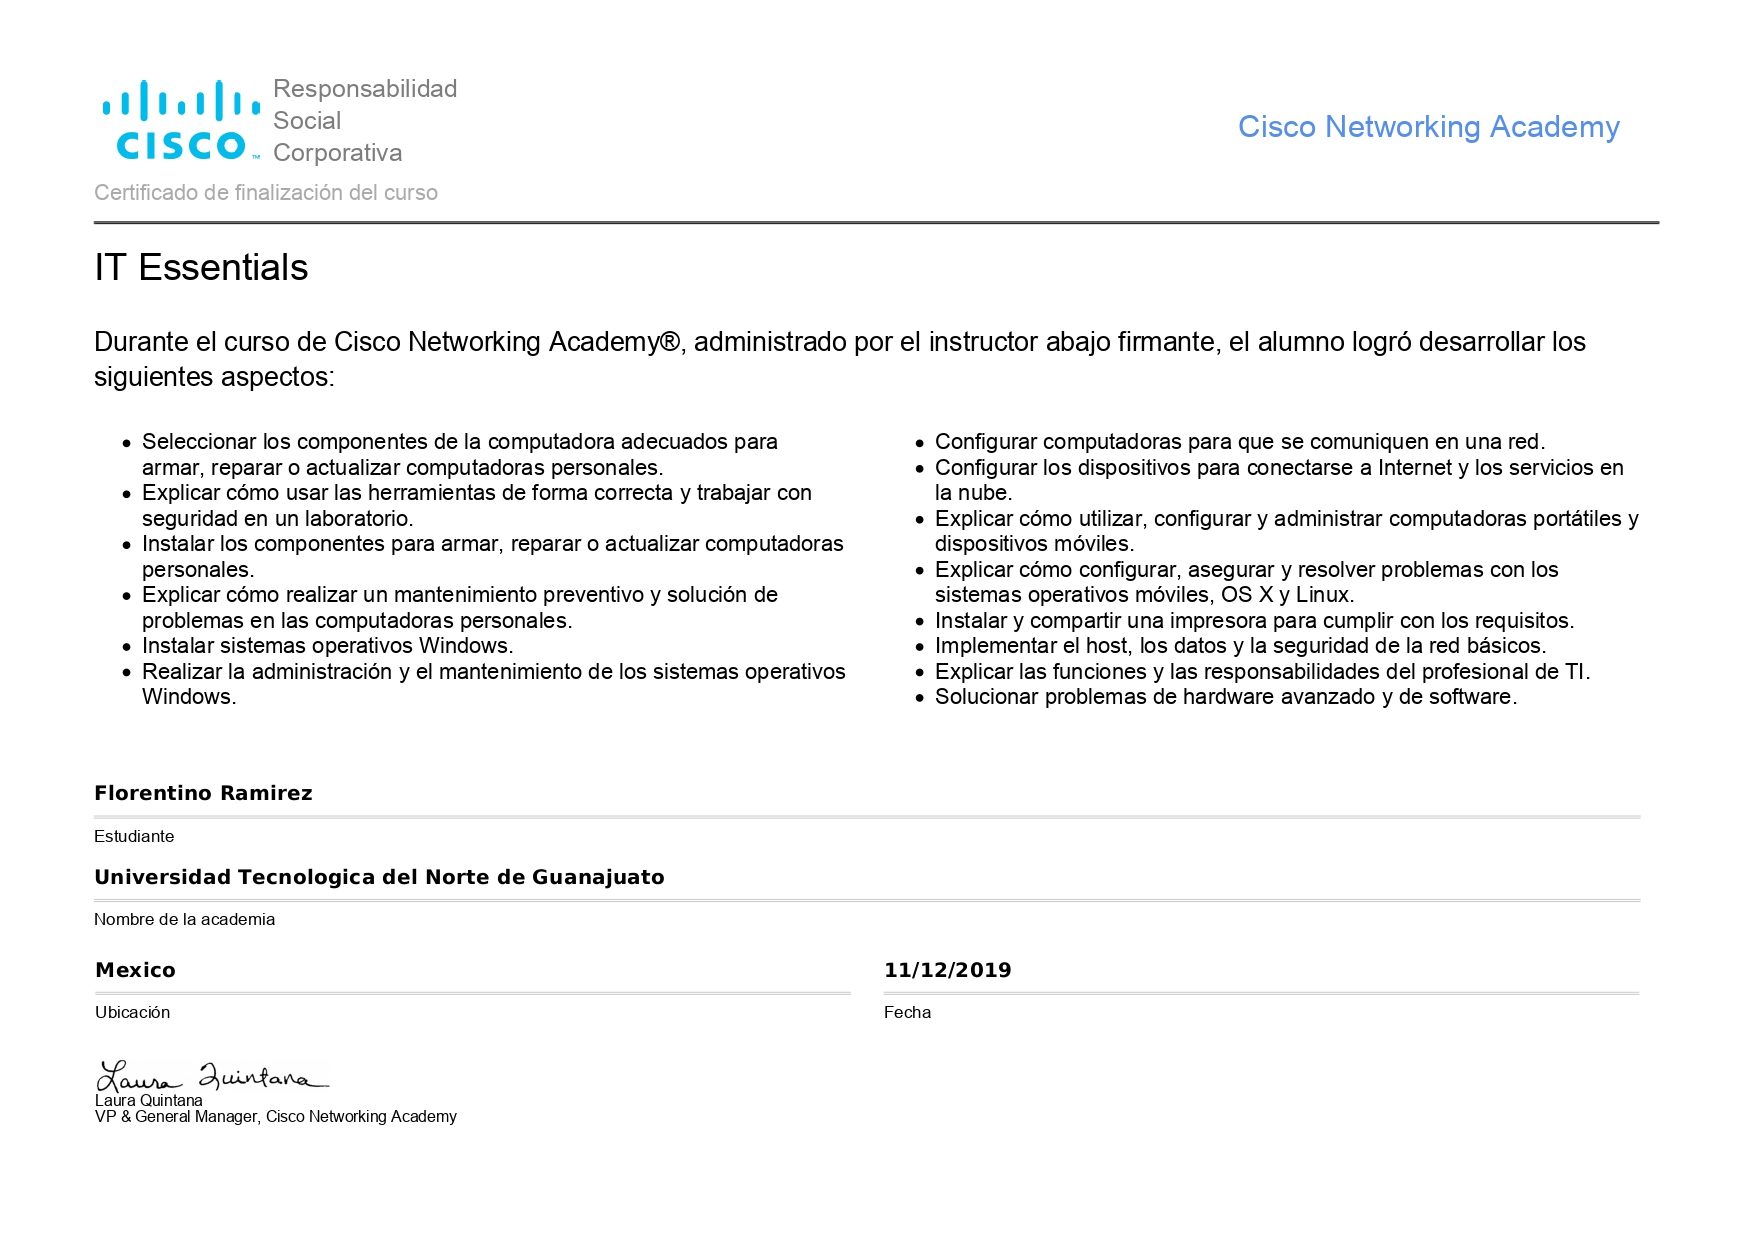 CISCO™
Responsabilidad
Social
Corporativa
Cisco Networking Academy
Certificado de finalización del curso
IT Essentials
Durante el curso de Cisco Networking Academy®, administrado por el instructor abajo firmante, el alumno logró desarrollar los
siguientes aspectos:
• Seleccionar los componentes de la computadora adecuados para
armar, reparar o actualizar computadoras personales.
• Explicar cómo usar las herramientas de forma correcta y trabajar con
seguridad en un laboratorio.
• Instalar los componentes para armar, reparar o actualizar computadoras
personales.
• Explicar cómo realizar un mantenimiento preventivo y solución de
problemas en las computadoras personales.
• Instalar sistemas operativos Windows.
• Realizar la administración y el mantenimiento de los sistemas operativos
Windows.
• Configurar computadoras para que se comuniquen en una red.
• Configurar los dispositivos para conectarse a Internet y los servicios en
la nube.
• Explicar cómo utilizar, configurar y administrar computadoras portátiles y
dispositivos móviles.
• Explicar cómo configurar, asegurar y resolver problemas con los
sistemas operativos móviles, OS X y Linux.
• Instalar y compartir una impresora para cumplir con los requisitos.
• Implementar el host, los datos y la seguridad de la red básicos.
• Explicar las funciones y las responsabilidades del profesional de TI.
• Solucionar problemas de hardware avanzado y de software.
Florentino Ramirez
Estudiante
Universidad Tecnologica del Norte de Guanajuato
Nombre de la academia
Mexico
Ubicación
11/12/2019
Fecha
Laura Quintana
Laura Quintana
VP & General Manager, Cisco Networking Academy